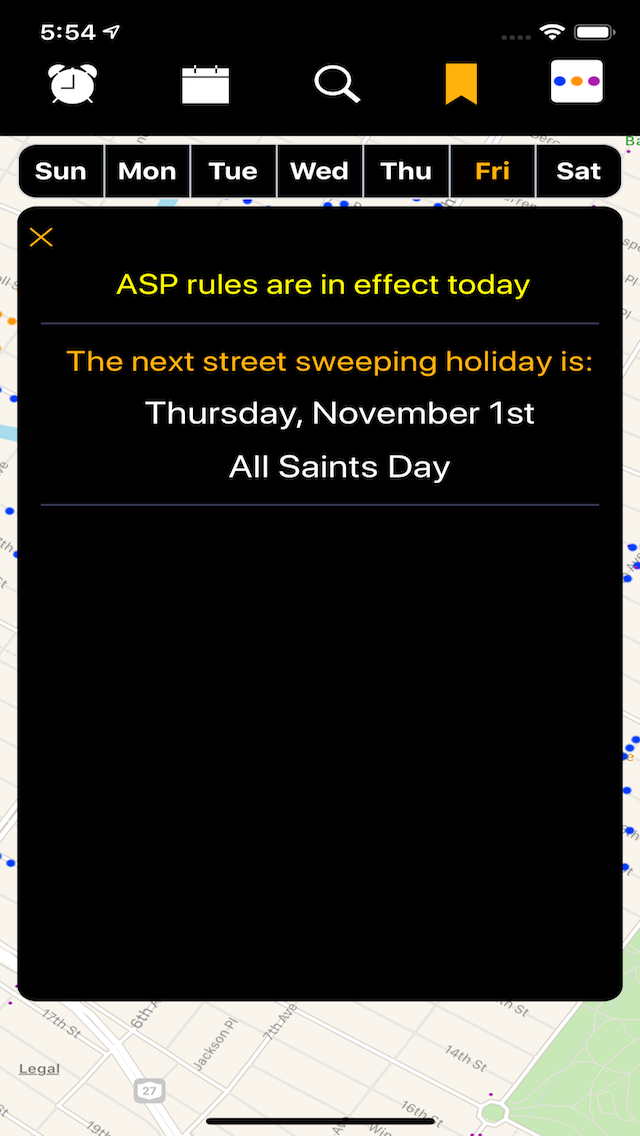 5:54
Sun Mon Tue Wed Thu Fri Sat
ASP rules are in effect today
The next street sweeping holiday is:
Thursday, November 1st
All Saints Day
17th St
6th A
Jackson Pl
7th Ave
14th St
16th St
19th
Legal
27